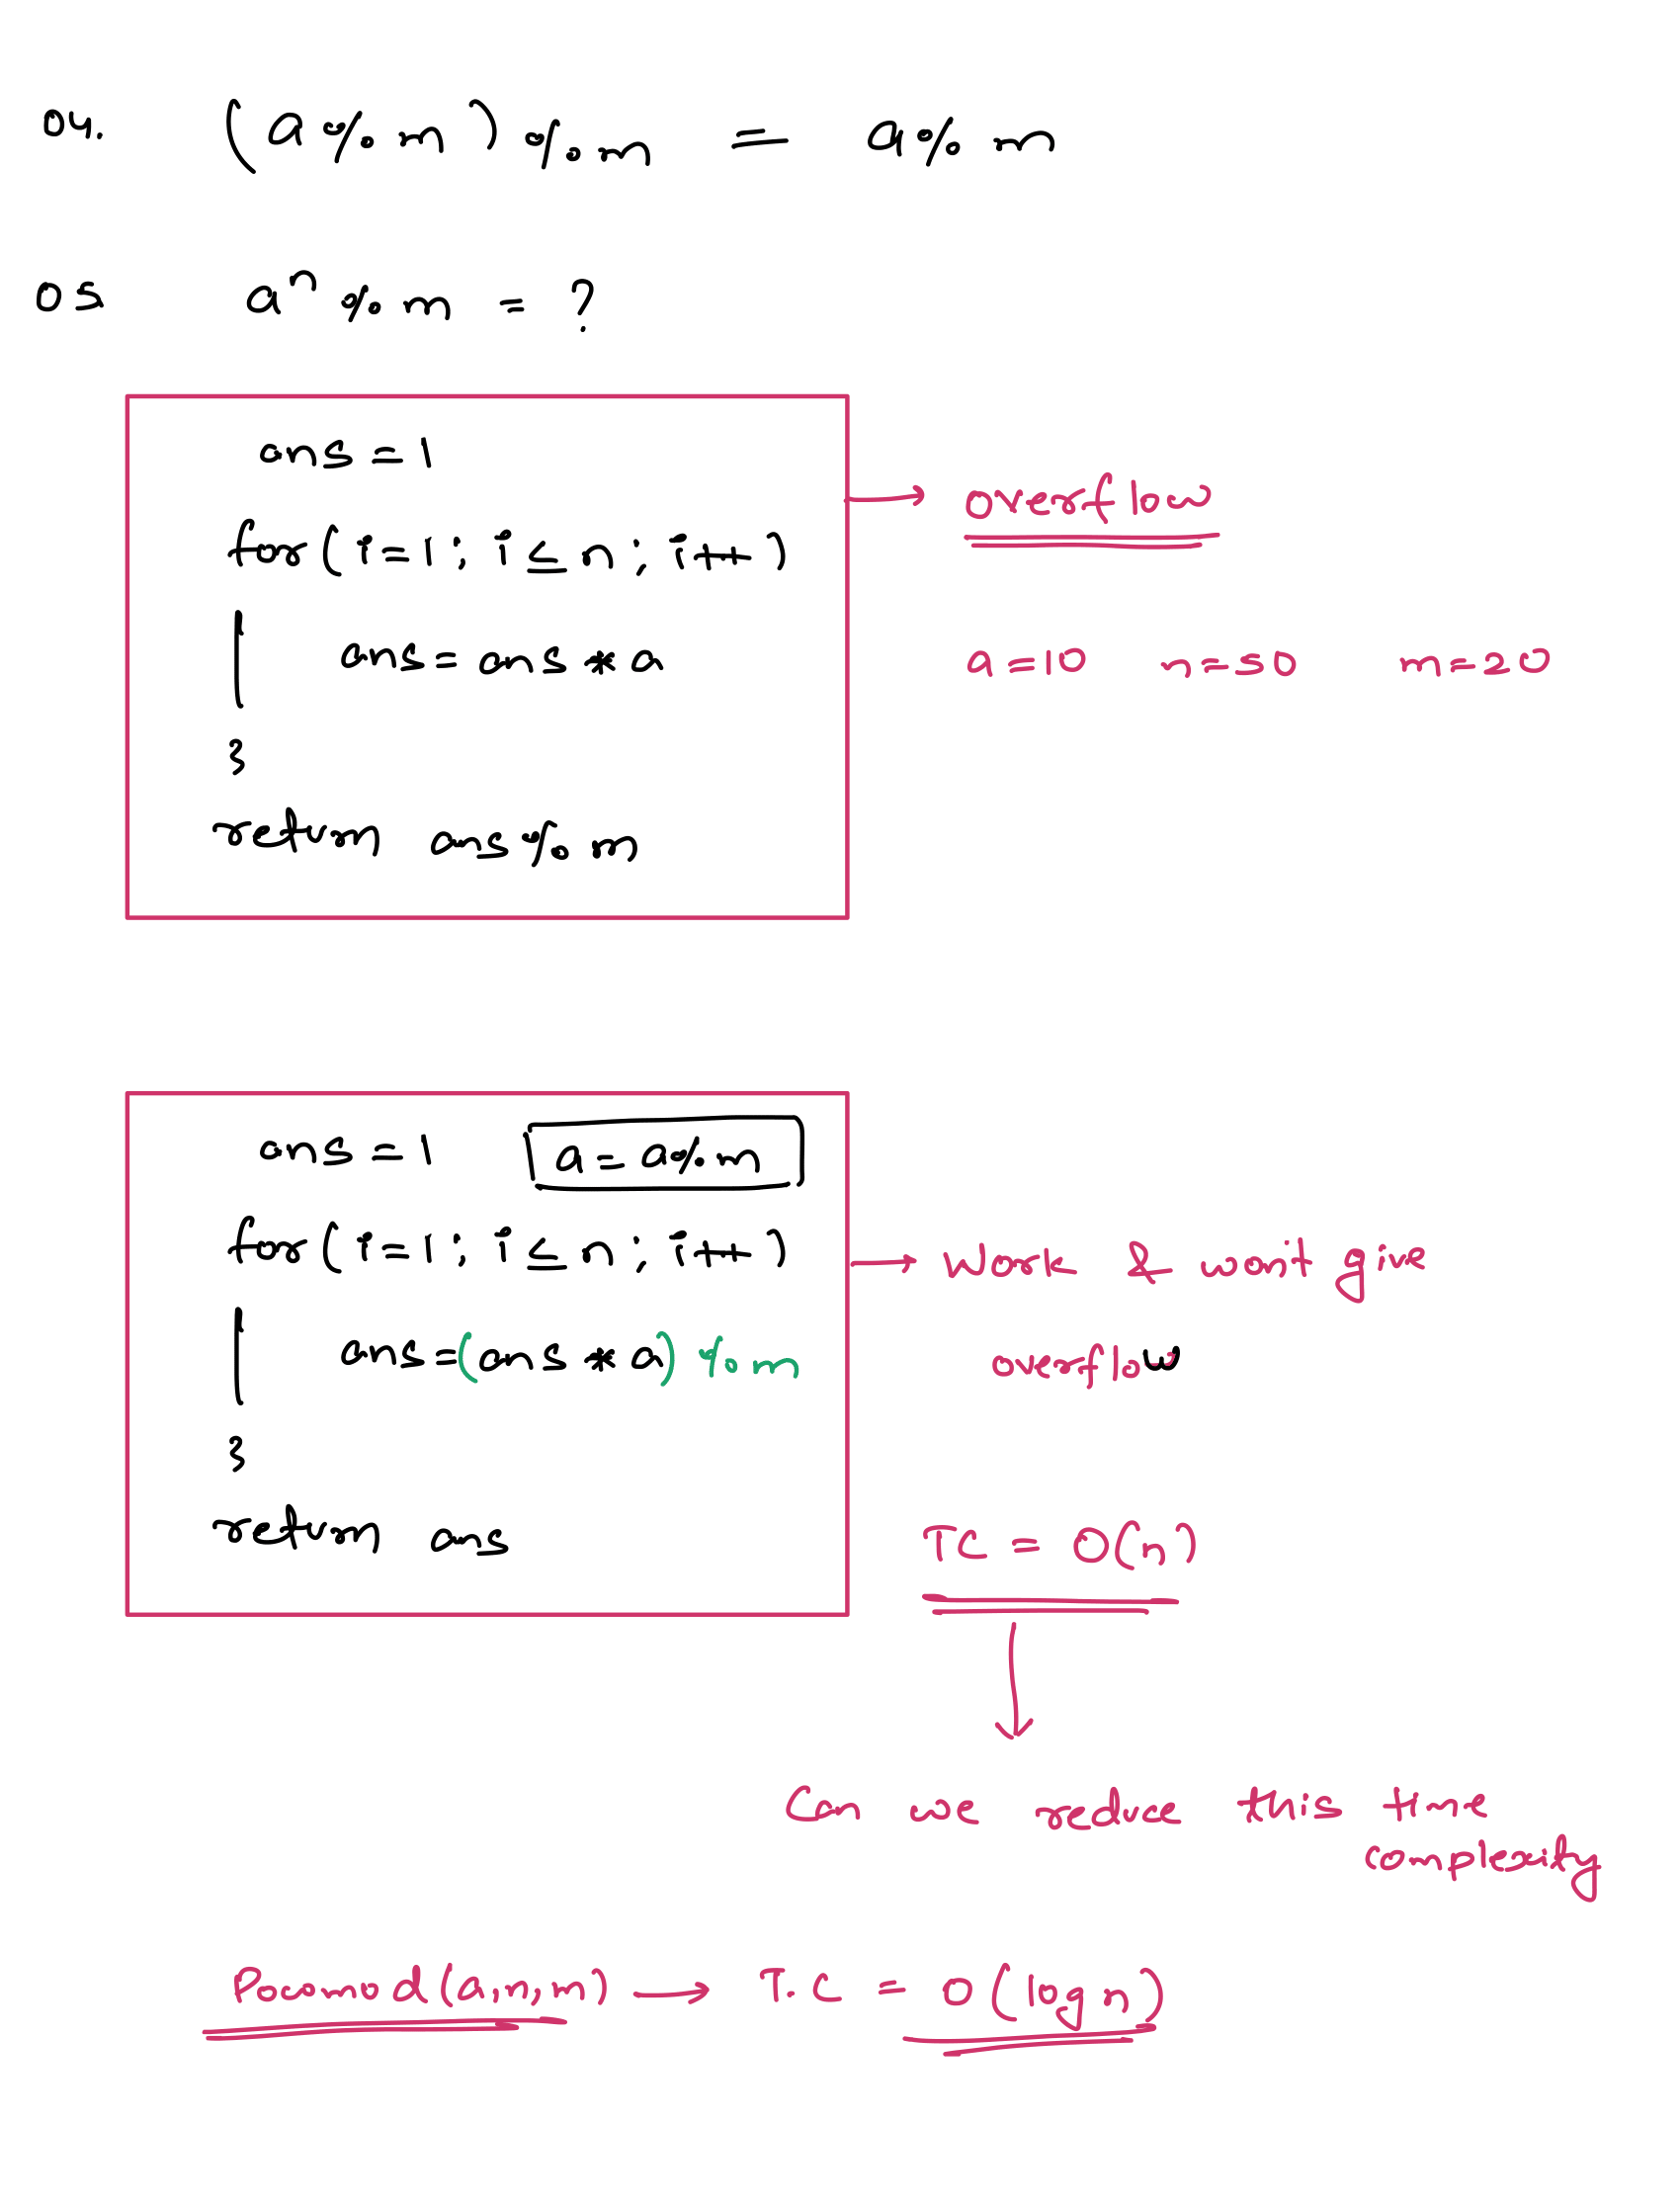 04. (a % m) % m = a % m
05 aⁿ % m = ?
ans = 1
for (i=1; i ≤ n; i++)
ans = ans * a
}
return ans % m
→ overflow
a=10 n=50 m=20
ans = 1 a = a % m
for (i=1; i ≤ n; i++)
ans = (ans * a) % m
}
return ans
→ Work & won't give
overflow
TC = O(n)
Can we reduce this time
complexity
Powmod(a,n,m) → T.C = O(log n)